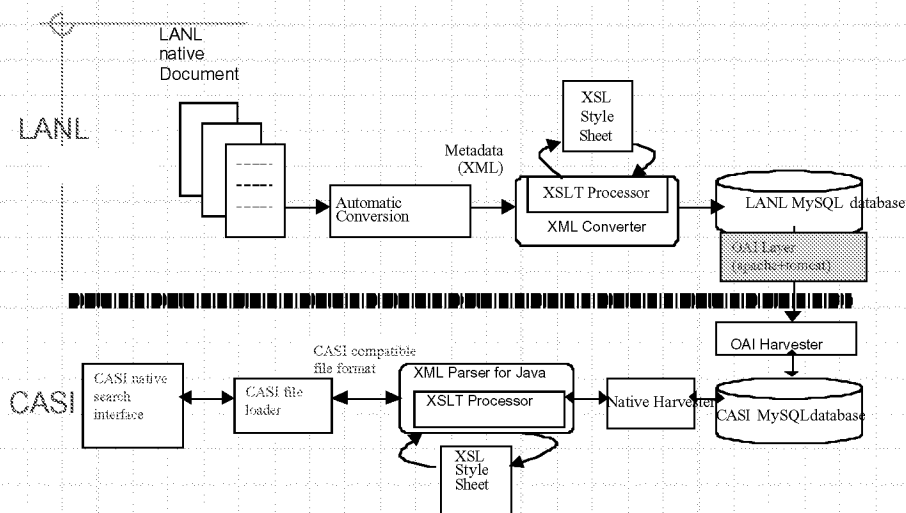 LANL
native
Document
LANL
XSL
Style
Sheet
Metadata
(XML)
XSLT Processor
XML Converter
Automatic
Conversion
LANL MySQL database
OAI Layer
(apache+tomcat)
OAI Harvester
CASI compatible
file format
CASI
CASI native
search
interface
CASI file
loader
XML Parser for Java
XSLT Processor
Native Harvester
CASI MySQLdatabase
XSL
Style
Sheet